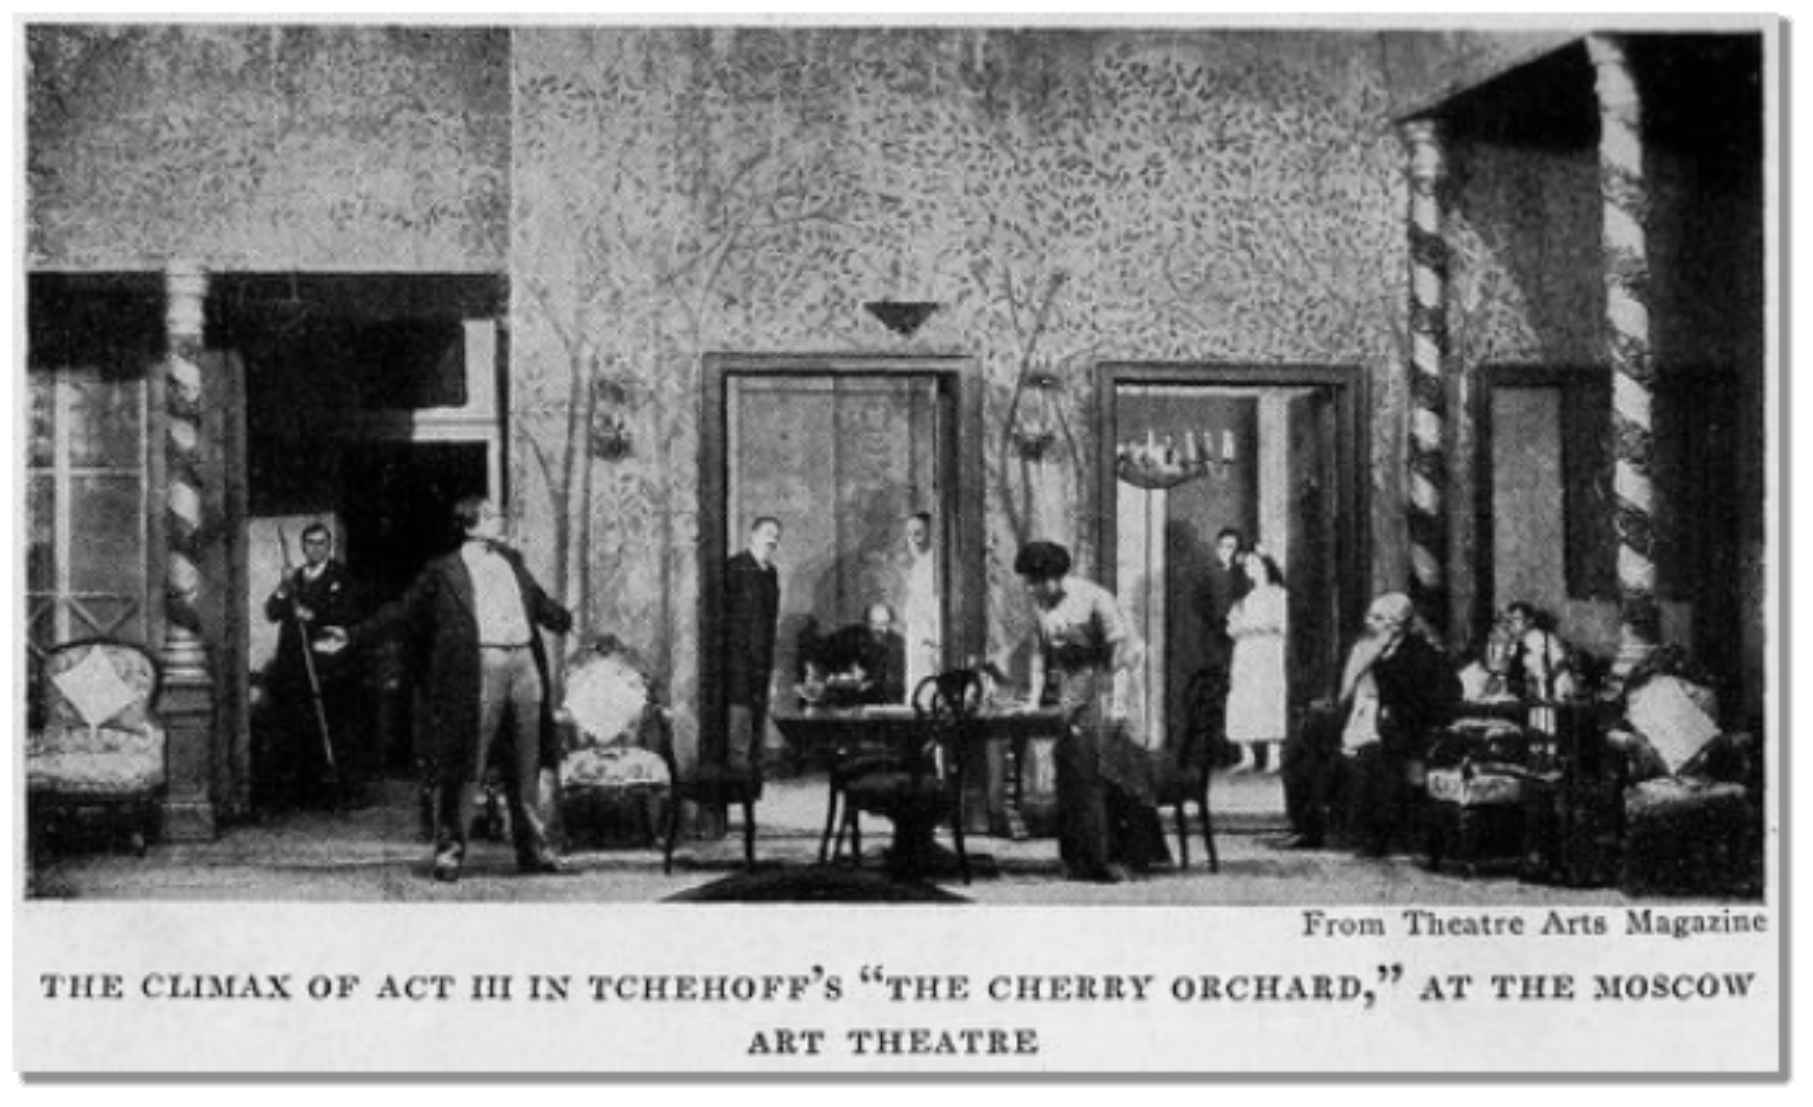 From Theatre Arts Magazine
THE CLIMAX OF ACT III IN TCHEHOFF'S "THE CHERRY ORCHARD," AT THE MOSCOW
ART THEATRE